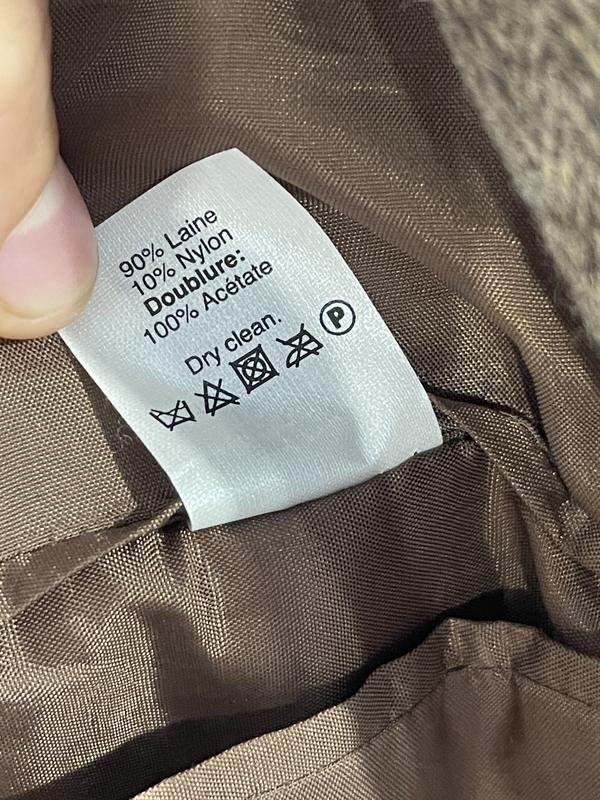 90% Laine
10% Nylon
Doublure:
100% Acétate
Dry clean.
P